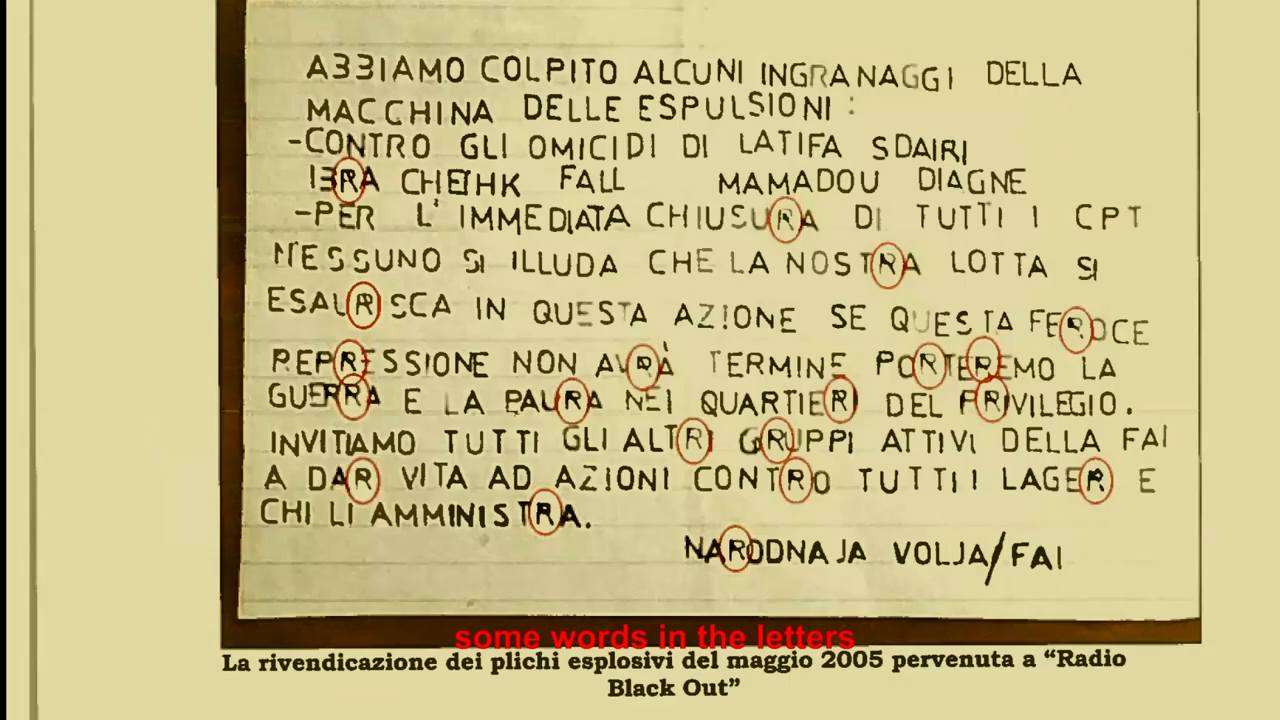 ABBIAMO COLPITO ALCUNI INGRANAGGI DELLA
MACCHINA DELLE ESPULSIONI :
-CONTRO GLI OMICIDI DI LATIFA SDAIRI
IBRA CHEIHK FALL MAMADOU DIAGNE
-PER L'IMMEDIATA CHIUSURA DI TUTTI I CPT
NESSUNO SI ILLUDA CHE LA NOSTRA LOTTA SI
ESAURISCA IN QUESTA AZIONE SE QUESTA FEROCE
REPRESSIONE NON AVRÀ TERMINE PORTEREMO LA
GUERRA E LA PAURA NEI QUARTIERI DEL PRIVILEGIO.
INVITIAMO TUTTI GLI ALTRI GRUPPI ATTIVI DELLA FAI
A DAR VITA AD AZIONI CONTRO TUTTI I LAGER E
CHI LI AMMINISTRA.
NARODNAJA VOLJA/FAI
some words in the letters
La rivendicazione dei plichi esplosivi del maggio 2005 pervenuta a “Radio
Black Out”